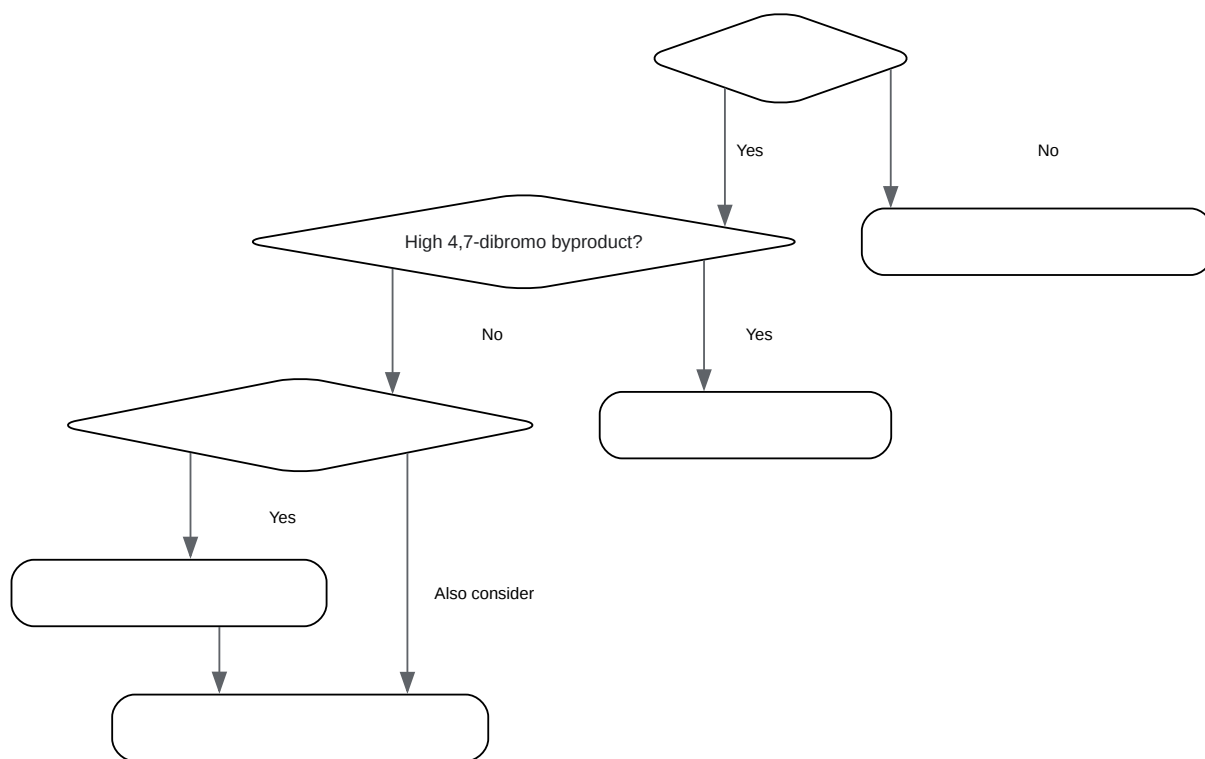 Yes
No
High 4,7-dibromo byproduct?
No
Yes
Yes
Also consider